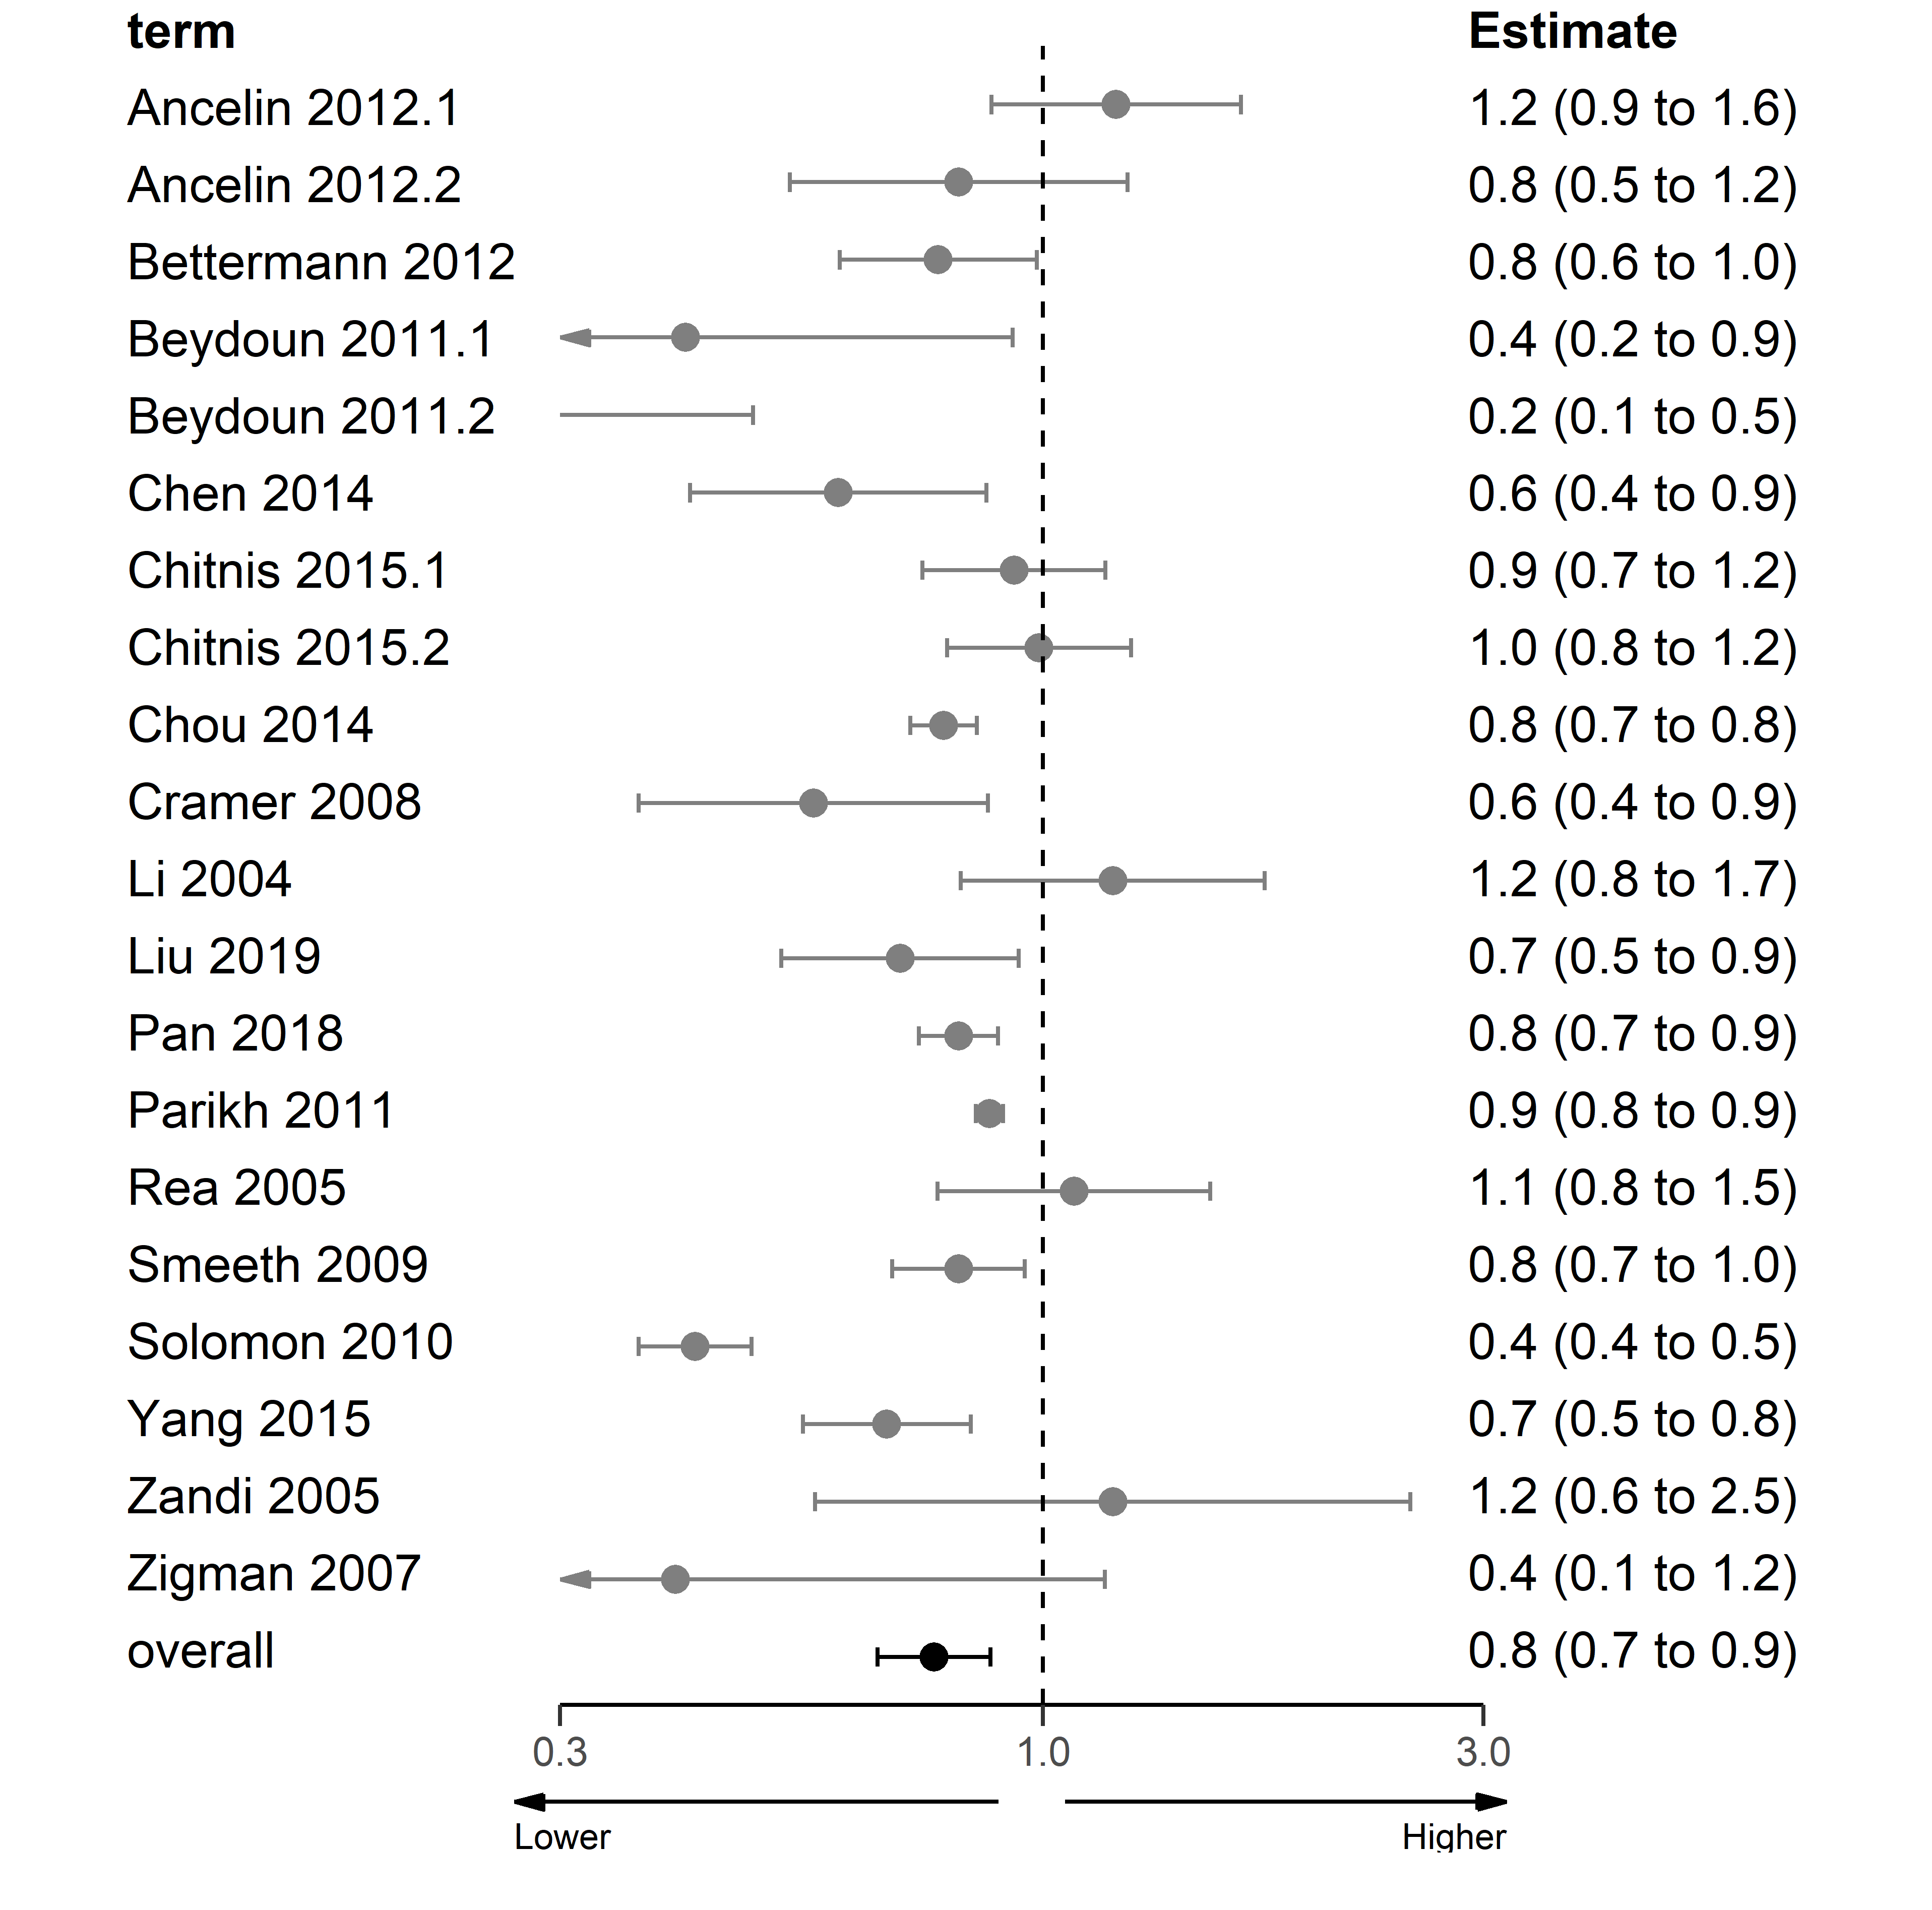 term Estimate
Ancelin 2012.1 1.2 (0.9 to 1.6)
Ancelin 2012.2 0.8 (0.5 to 1.2)
Bettermann 2012 0.8 (0.6 to 1.0)
Beydoun 2011.1 0.4 (0.2 to 0.9)
Beydoun 2011.2 0.2 (0.1 to 0.5)
Chen 2014 0.6 (0.4 to 0.9)
Chitnis 2015.1 0.9 (0.7 to 1.2)
Chitnis 2015.2 1.0 (0.8 to 1.2)
Chou 2014 0.8 (0.7 to 0.8)
Cramer 2008 0.6 (0.4 to 0.9)
Li 2004 1.2 (0.8 to 1.7)
Liu 2019 0.7 (0.5 to 0.9)
Pan 2018 0.8 (0.7 to 0.9)
Parikh 2011 0.9 (0.8 to 0.9)
Rea 2005 1.1 (0.8 to 1.5)
Smeeth 2009 0.8 (0.7 to 1.0)
Solomon 2010 0.4 (0.4 to 0.5)
Yang 2015 0.7 (0.5 to 0.8)
Zandi 2005 1.2 (0.6 to 2.5)
Zigman 2007 0.4 (0.1 to 1.2)
overall 0.8 (0.7 to 0.9)
0.3 1.0 3.0
Lower Higher